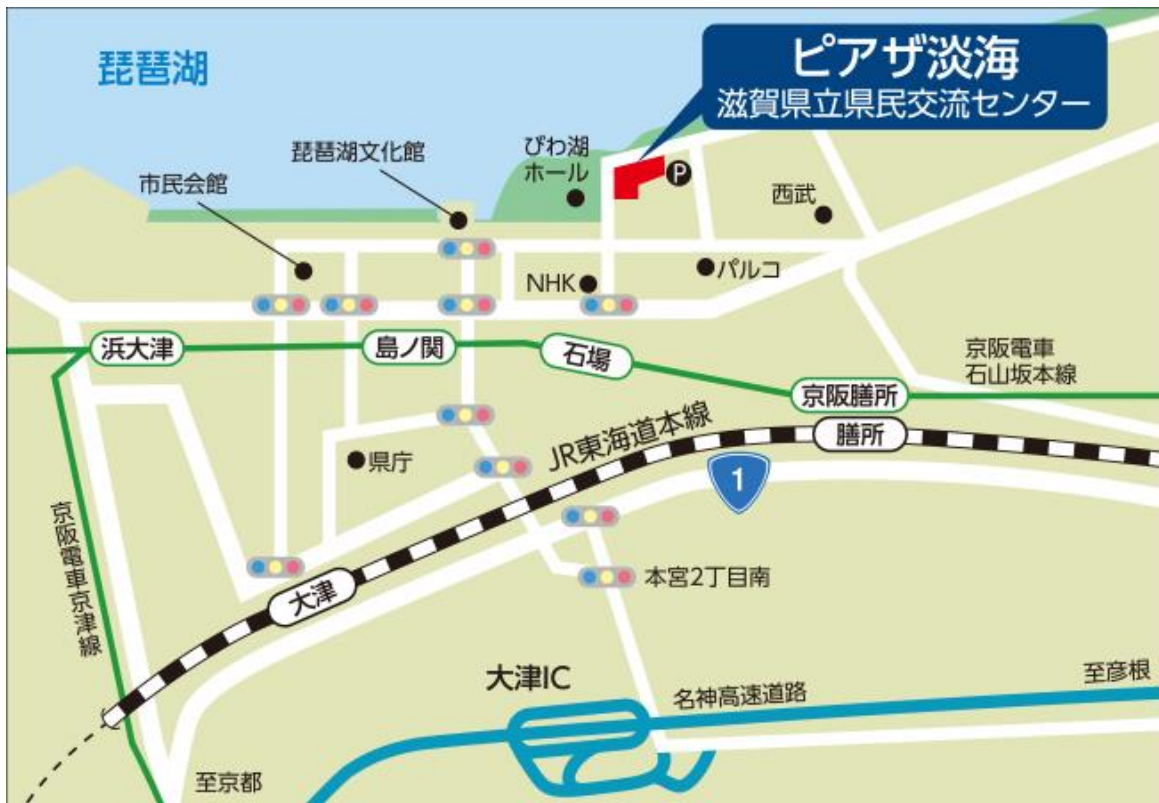 琵琶湖
ピアザ淡海
滋賀県立県民交流センター
琵琶湖文化館
びわ湖
ホール
市民会館
P
西武
NHK
パルコ
浜大津
島ノ関
石場
京阪電車
石山坂本線
京阪膳所
JR東海道本線
膳所
県庁
1
京阪電車京津線
大津
本宮2丁目南
大津IC
名神高速道路
至彦根
至京都